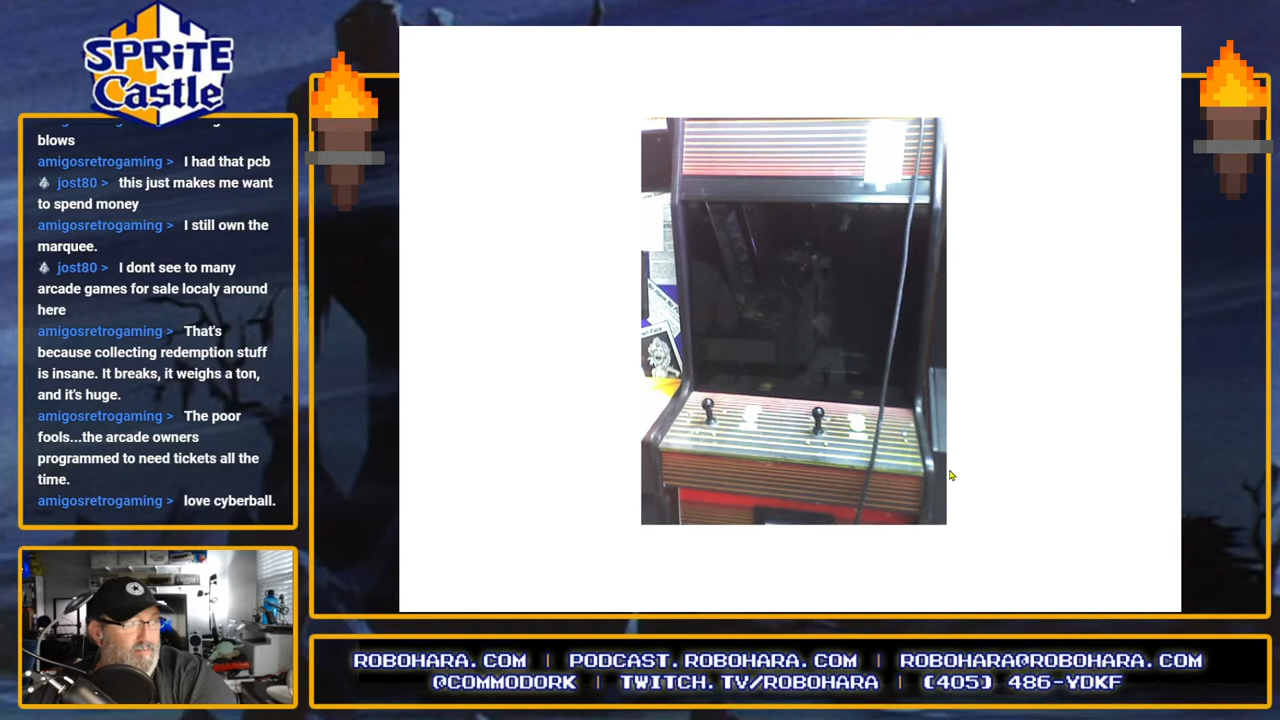 SPRiTE
Castle
blows
amigosretrogaming > I had that pcb
jost80 > this just makes me want
to spend money
amigosretrogaming > I still own the
marquee.
jost80 > I dont see to many
arcade games for sale localy around
here
amigosretrogaming > That's
because collecting redemption stuff
is insane. It breaks, it weighs a ton,
and it's huge.
amigosretrogaming > The poor
fools...the arcade owners
programmed to need tickets all the
time.
amigosretrogaming > love cyberball.
ROBOHARA.COM | PODCAST.ROBOHARA.COM | ROBOHARA@ROBOHARA.COM
@COMMODORK | TWITCH.TV/ROBOHARA | (405) 486-YDKF